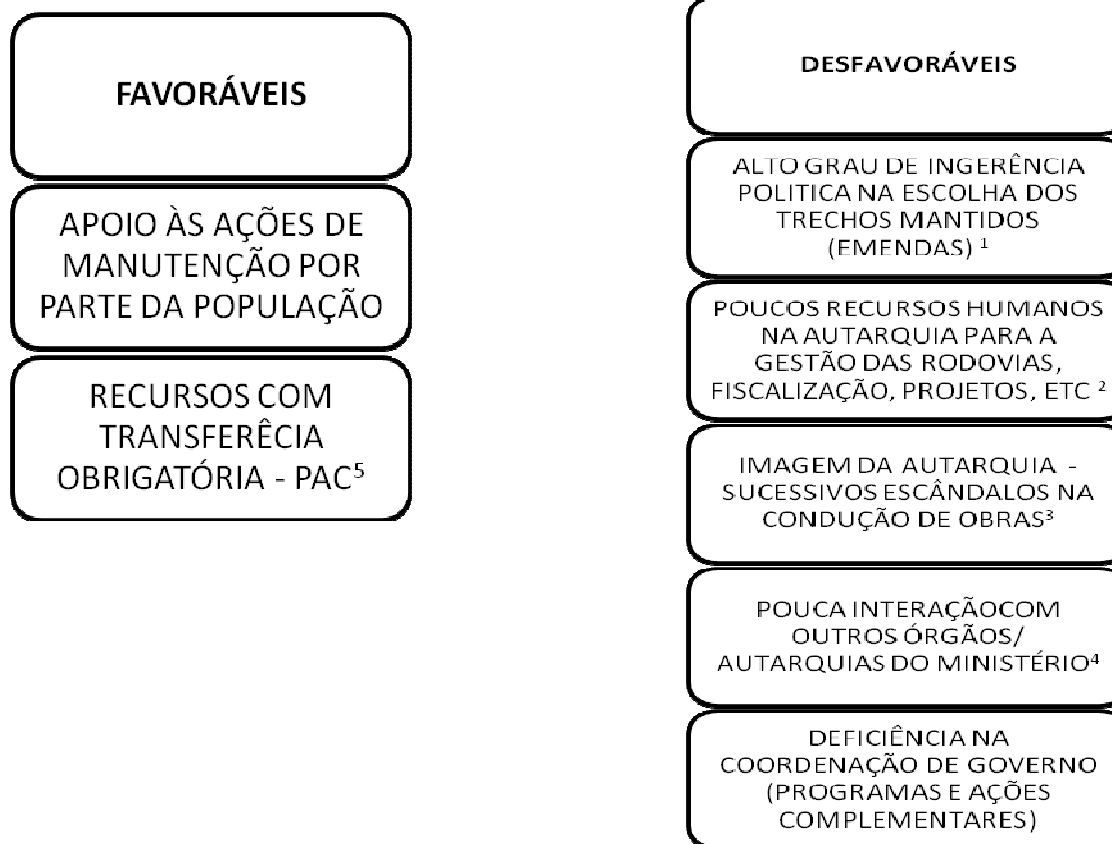 FAVORÁVEIS
APOIO ÀS AÇÕES DE
MANUTENÇÃO POR
PARTE DA POPULAÇÃO
RECURSOS COM
TRANSFERÊCIA
OBRIGATÓRIA - PAC⁵
DESFAVORÁVEIS
ALTO GRAU DE INGERÊNCIA
POLITICA NA ESCOLHA DOS
TRECHOS MANTIDOS
(EMENDAS) ¹
POUCOS RECURSOS HUMANOS
NA AUTARQUIA PARA A
GESTÃO DAS RODOVIAS,
FISCALIZAÇÃO, PROJETOS, ETC ²
IMAGEM DA AUTARQUIA -
SUCESSIVOS ESCÂNDALOS NA
CONDUÇÃO DE OBRAS³
POUCA INTERAÇÃOCOM
OUTROS ÓRGÃOS/
AUTARQUIAS DO MINISTÉRIO⁴
DEFICIÊNCIA NA
COORDENAÇÃO DE GOVERNO
(PROGRAMAS E AÇÕES
COMPLEMENTARES)